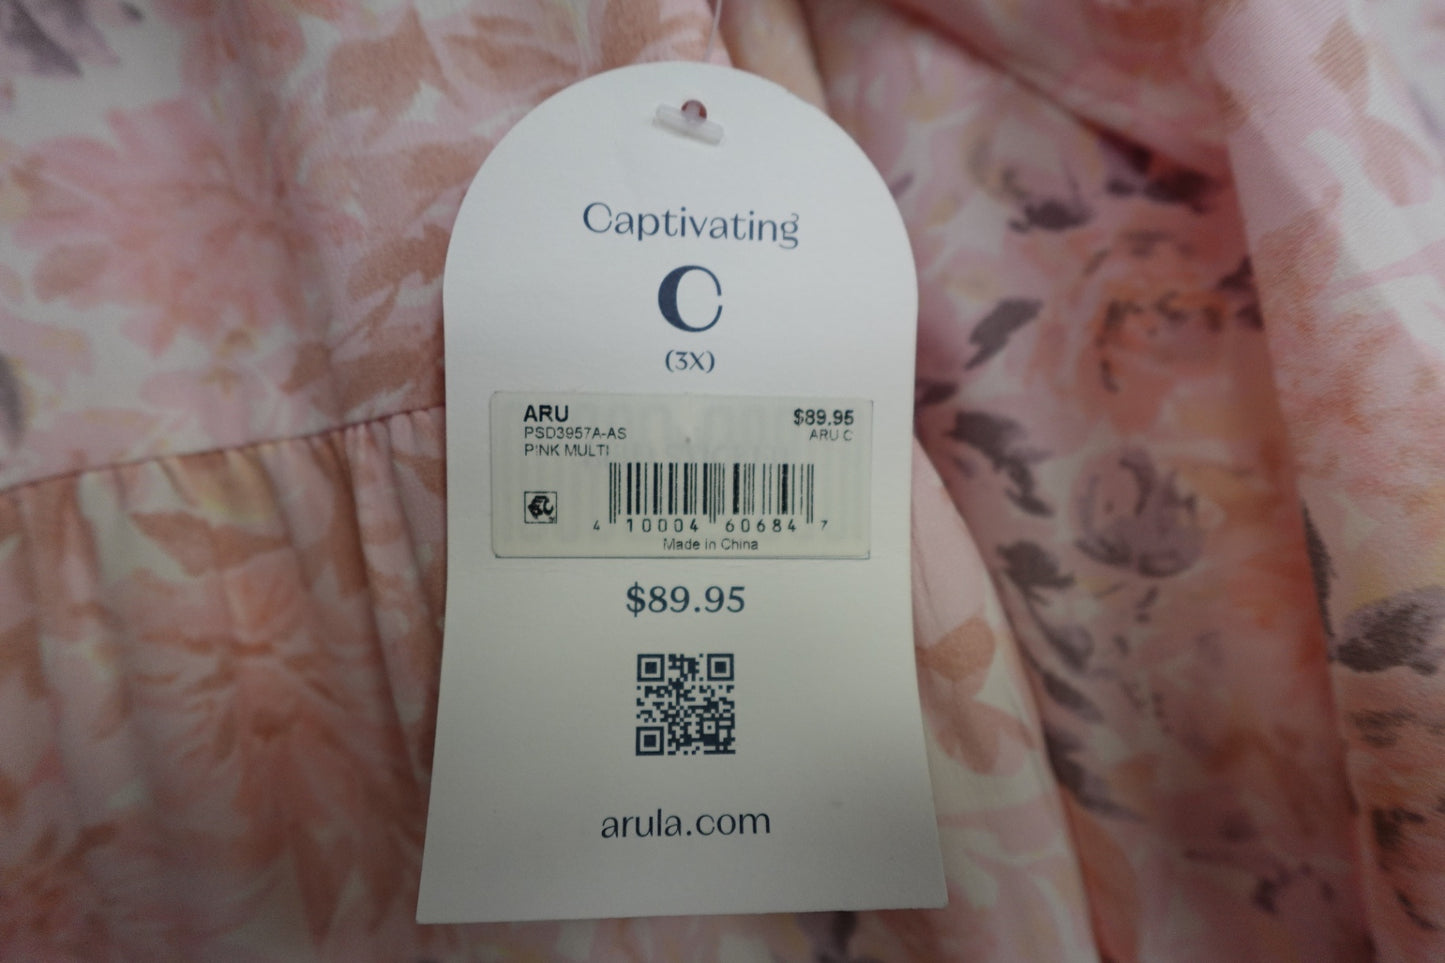 Captivating
C
(3X)
ARU $89.95
PSD3957A-AS ARU C
PINK MULTI
4 10004 60684 7
Made in China
$89.95
arula.com